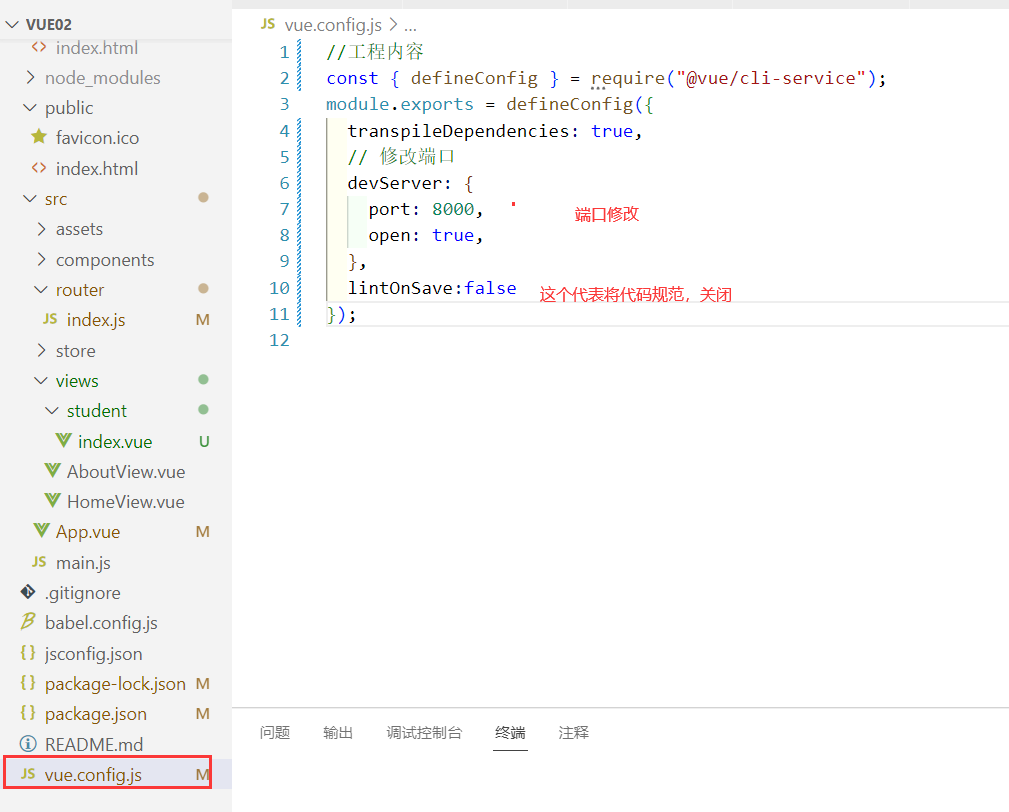 VUE02
index.html
node_modules
public
favicon.ico
index.html
src
assets
components
router
JS index.js M
store
views
student
index.vue U
AboutView.vue
HomeView.vue
App.vue M
JS main.js
.gitignore
babel.config.js
{} jsconfig.json
{} package-lock.json M
{} package.json M
README.md
JS vue.config.js M
JS vue.config.js > ...
1 //工程内容
2 const { defineConfig } = require("@vue/cli-service");
3 module.exports = defineConfig({
4 transpileDependencies: true,
5 // 修改端口
6 devServer: {
7 port: 8000, 端口修改
8 open: true,
9 },
10 lintOnSave:false 这个代表将代码规范，关闭
11 });
12
问题 输出 调试控制台 终端 注释